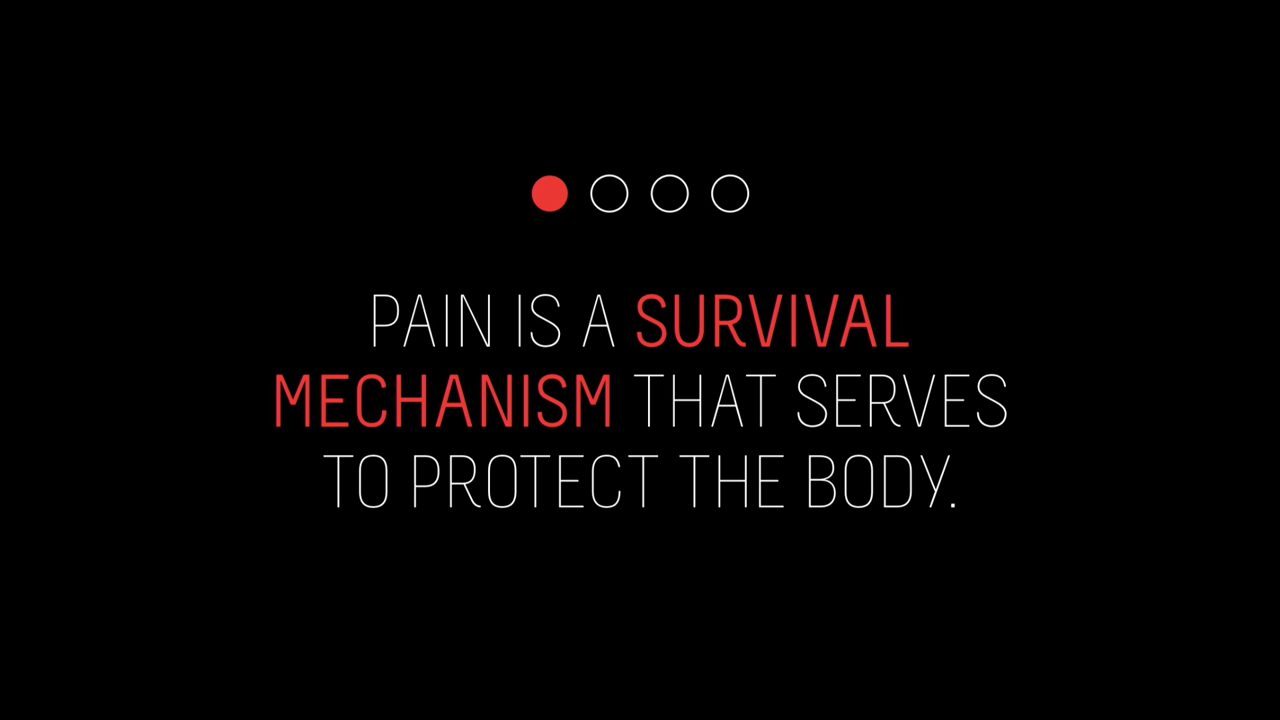 PAIN IS A SURVIVAL
MECHANISM THAT SERVES
TO PROTECT THE BODY.